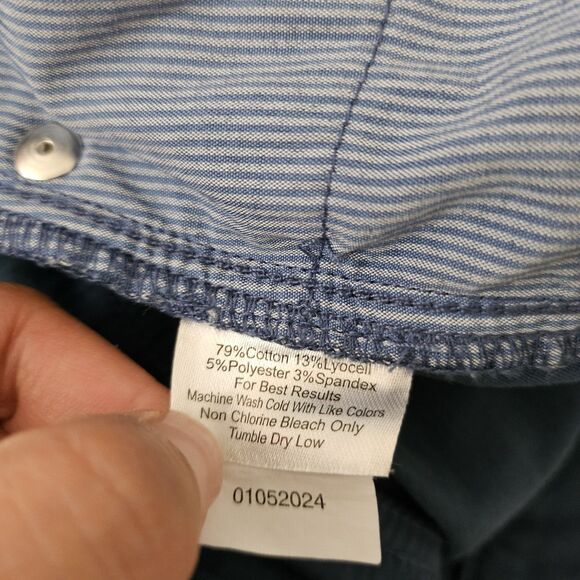 79%Cotton 13%Lyocell
5%Polyester 3%Spandex
For Best Results
Machine Wash Cold With Like Colors
Non Chlorine Bleach Only
Tumble Dry Low
01052024